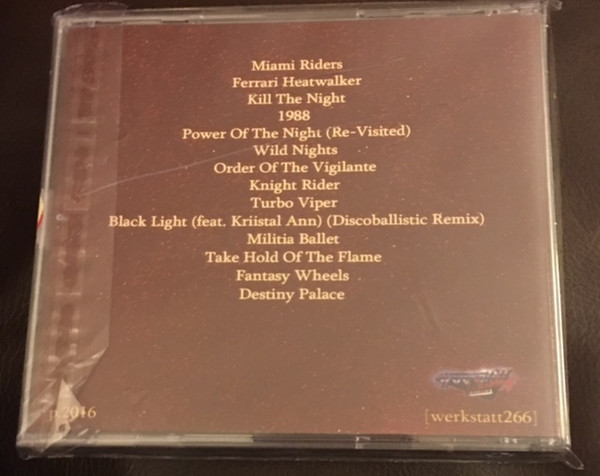 Miami Riders
Ferrari Heatwalker
Kill The Night
1988
Power Of The Night (Re-Visited)
Wild Nights
Order Of The Vigilante
Knight Rider
Turbo Viper
Black Light (feat. Kriistal Ann) (Discoballistic Remix)
Militia Ballet
Take Hold Of The Flame
Fantasy Wheels
Destiny Palace
p.2016
[werkstatt266]